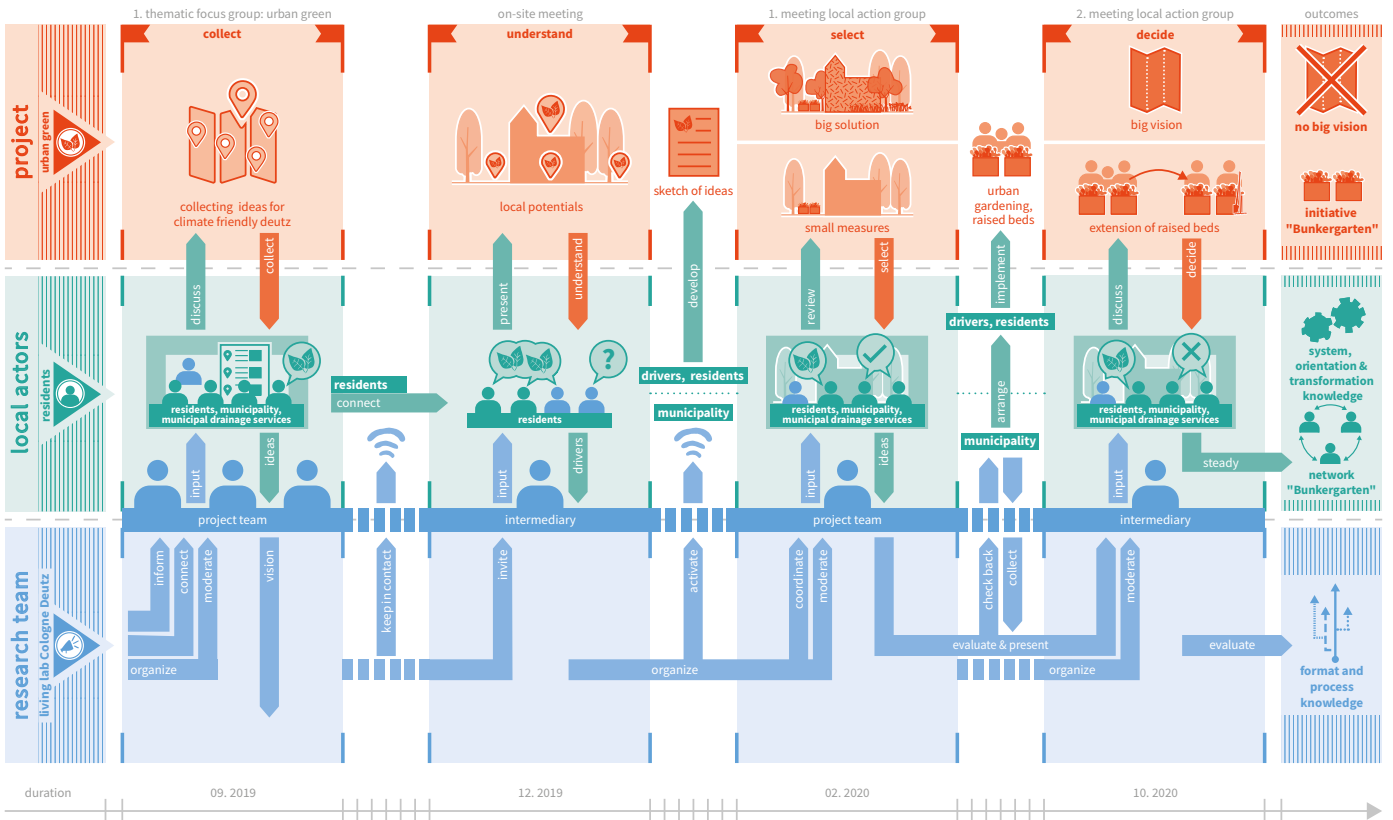 1. thematic focus group: urban green
on-site meeting
1. meeting local action group
2. meeting local action group
outcomes
collect
understand
select
decide
project
urban green
collecting ideas for
climate friendly deutz
local potentials
sketch of ideas
big solution
small measures
urban
gardening,
raised beds
big vision
extension of raised beds
no big vision
initiative
"Bunkergarten"
discuss
collect
present
understand
develop
review
select
implement
discuss
decide
local actors
residents
residents, municipality,
municipal drainage services
residents
connect
?
residents
drivers, residents
municipality
residents, municipality,
municipal drainage services
drivers, residents
arrange
municipality
residents, municipality,
municipal drainage services
system,
orientation &
transformation
knowledge
network
"Bunkergarten"
steady
input
ideas
input
drivers
input
ideas
input
project team
intermediary
project team
intermediary
research team
living lab Cologne Deutz
inform
connect
moderate
vision
keep in contact
invite
activate
coordinate
moderate
check back
collect
moderate
organize
organize
evaluate & present
organize
evaluate
format and
process
knowledge
duration
09. 2019
12. 2019
02. 2020
10. 2020